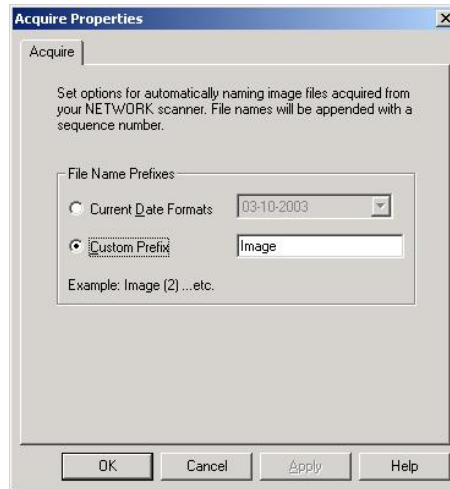 Acquire Properties
Acquire
Set options for automatically naming image files acquired from
your NETWORK scanner. File names will be appended with a
sequence number.
File Name Prefixes
Current Date Formats
03-10-2003
Custom Prefix
Image
Example: Image (2) ...etc.
OK
Cancel
Apply
Help